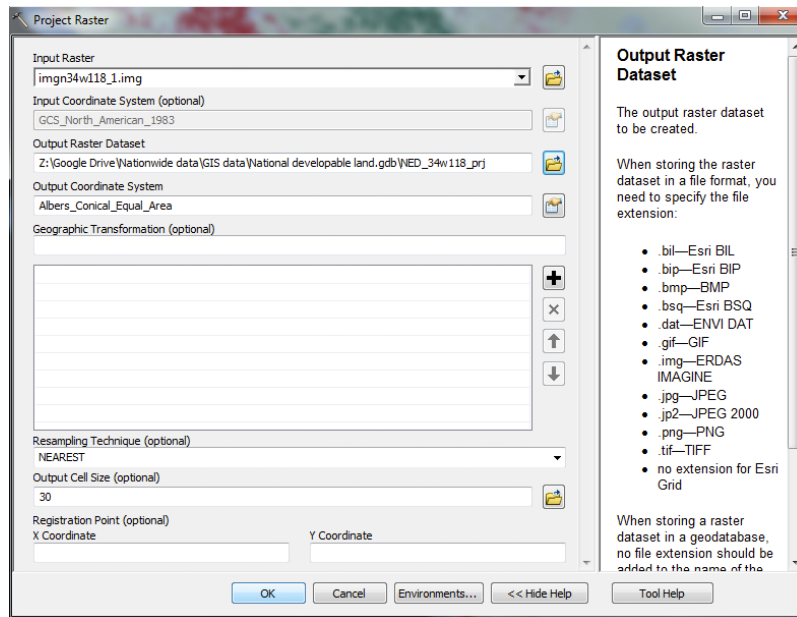 Project Raster
Input Raster
imgn34w118_1.img
Input Coordinate System (optional)
GCS_North_American_1983
Output Raster Dataset
Z:\Google Drive\Nationwide data\GIS data\National developable land.gdb\NED_34w118_prj
Output Coordinate System
Albers_Conical_Equal_Area
Geographic Transformation (optional)
Resampling Technique (optional)
NEAREST
Output Cell Size (optional)
30
Registration Point (optional)
X Coordinate Y Coordinate
OK Cancel Environments... << Hide Help Tool Help
Output Raster
Dataset
The output raster dataset
to be created.
When storing the raster
dataset in a file format, you
need to specify the file
extension:
• .bil—Esri BIL
• .bip—Esri BIP
• .bmp—BMP
• .bsq—Esri BSQ
• .dat—ENVI DAT
• .gif—GIF
• .img—ERDAS
IMAGINE
• .jpg—JPEG
• .jp2—JPEG 2000
• .png—PNG
• .tif—TIFF
• no extension for Esri
Grid
When storing a raster
dataset in a geodatabase,
no file extension should be
added to the name of the